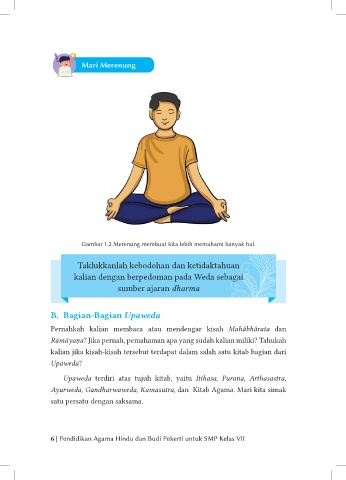 Mari Merenung
Gambar 1.2 Merenung membuat kita lebih memahami banyak hal.
Taklukkanlah kebodohan dan ketidaktahuan
kalian dengan berpedoman pada Weda sebagai
sumber ajaran dharma
B. Bagian-Bagian Upaweda
Pernahkah kalian membaca atau mendengar kisah Mahābhārata dan
Rāmāyaṇa? Jika pernah, pemahaman apa yang sudah kalian miliki? Tahukah
kalian jika kisah-kisah tersebut terdapat dalam salah satu kitab bagian dari
Upaweda?
Upaweda terdiri atas tujuh kitab, yaitu Itihasa, Purana, Arthasastra,
Ayurweda, Gandharwaweda, Kamasutra, dan Kitab Agama. Mari kita simak
satu persatu dengan saksama.
6 | Pendidikan Agama Hindu dan Budi Pekerti untuk SMP Kelas VII